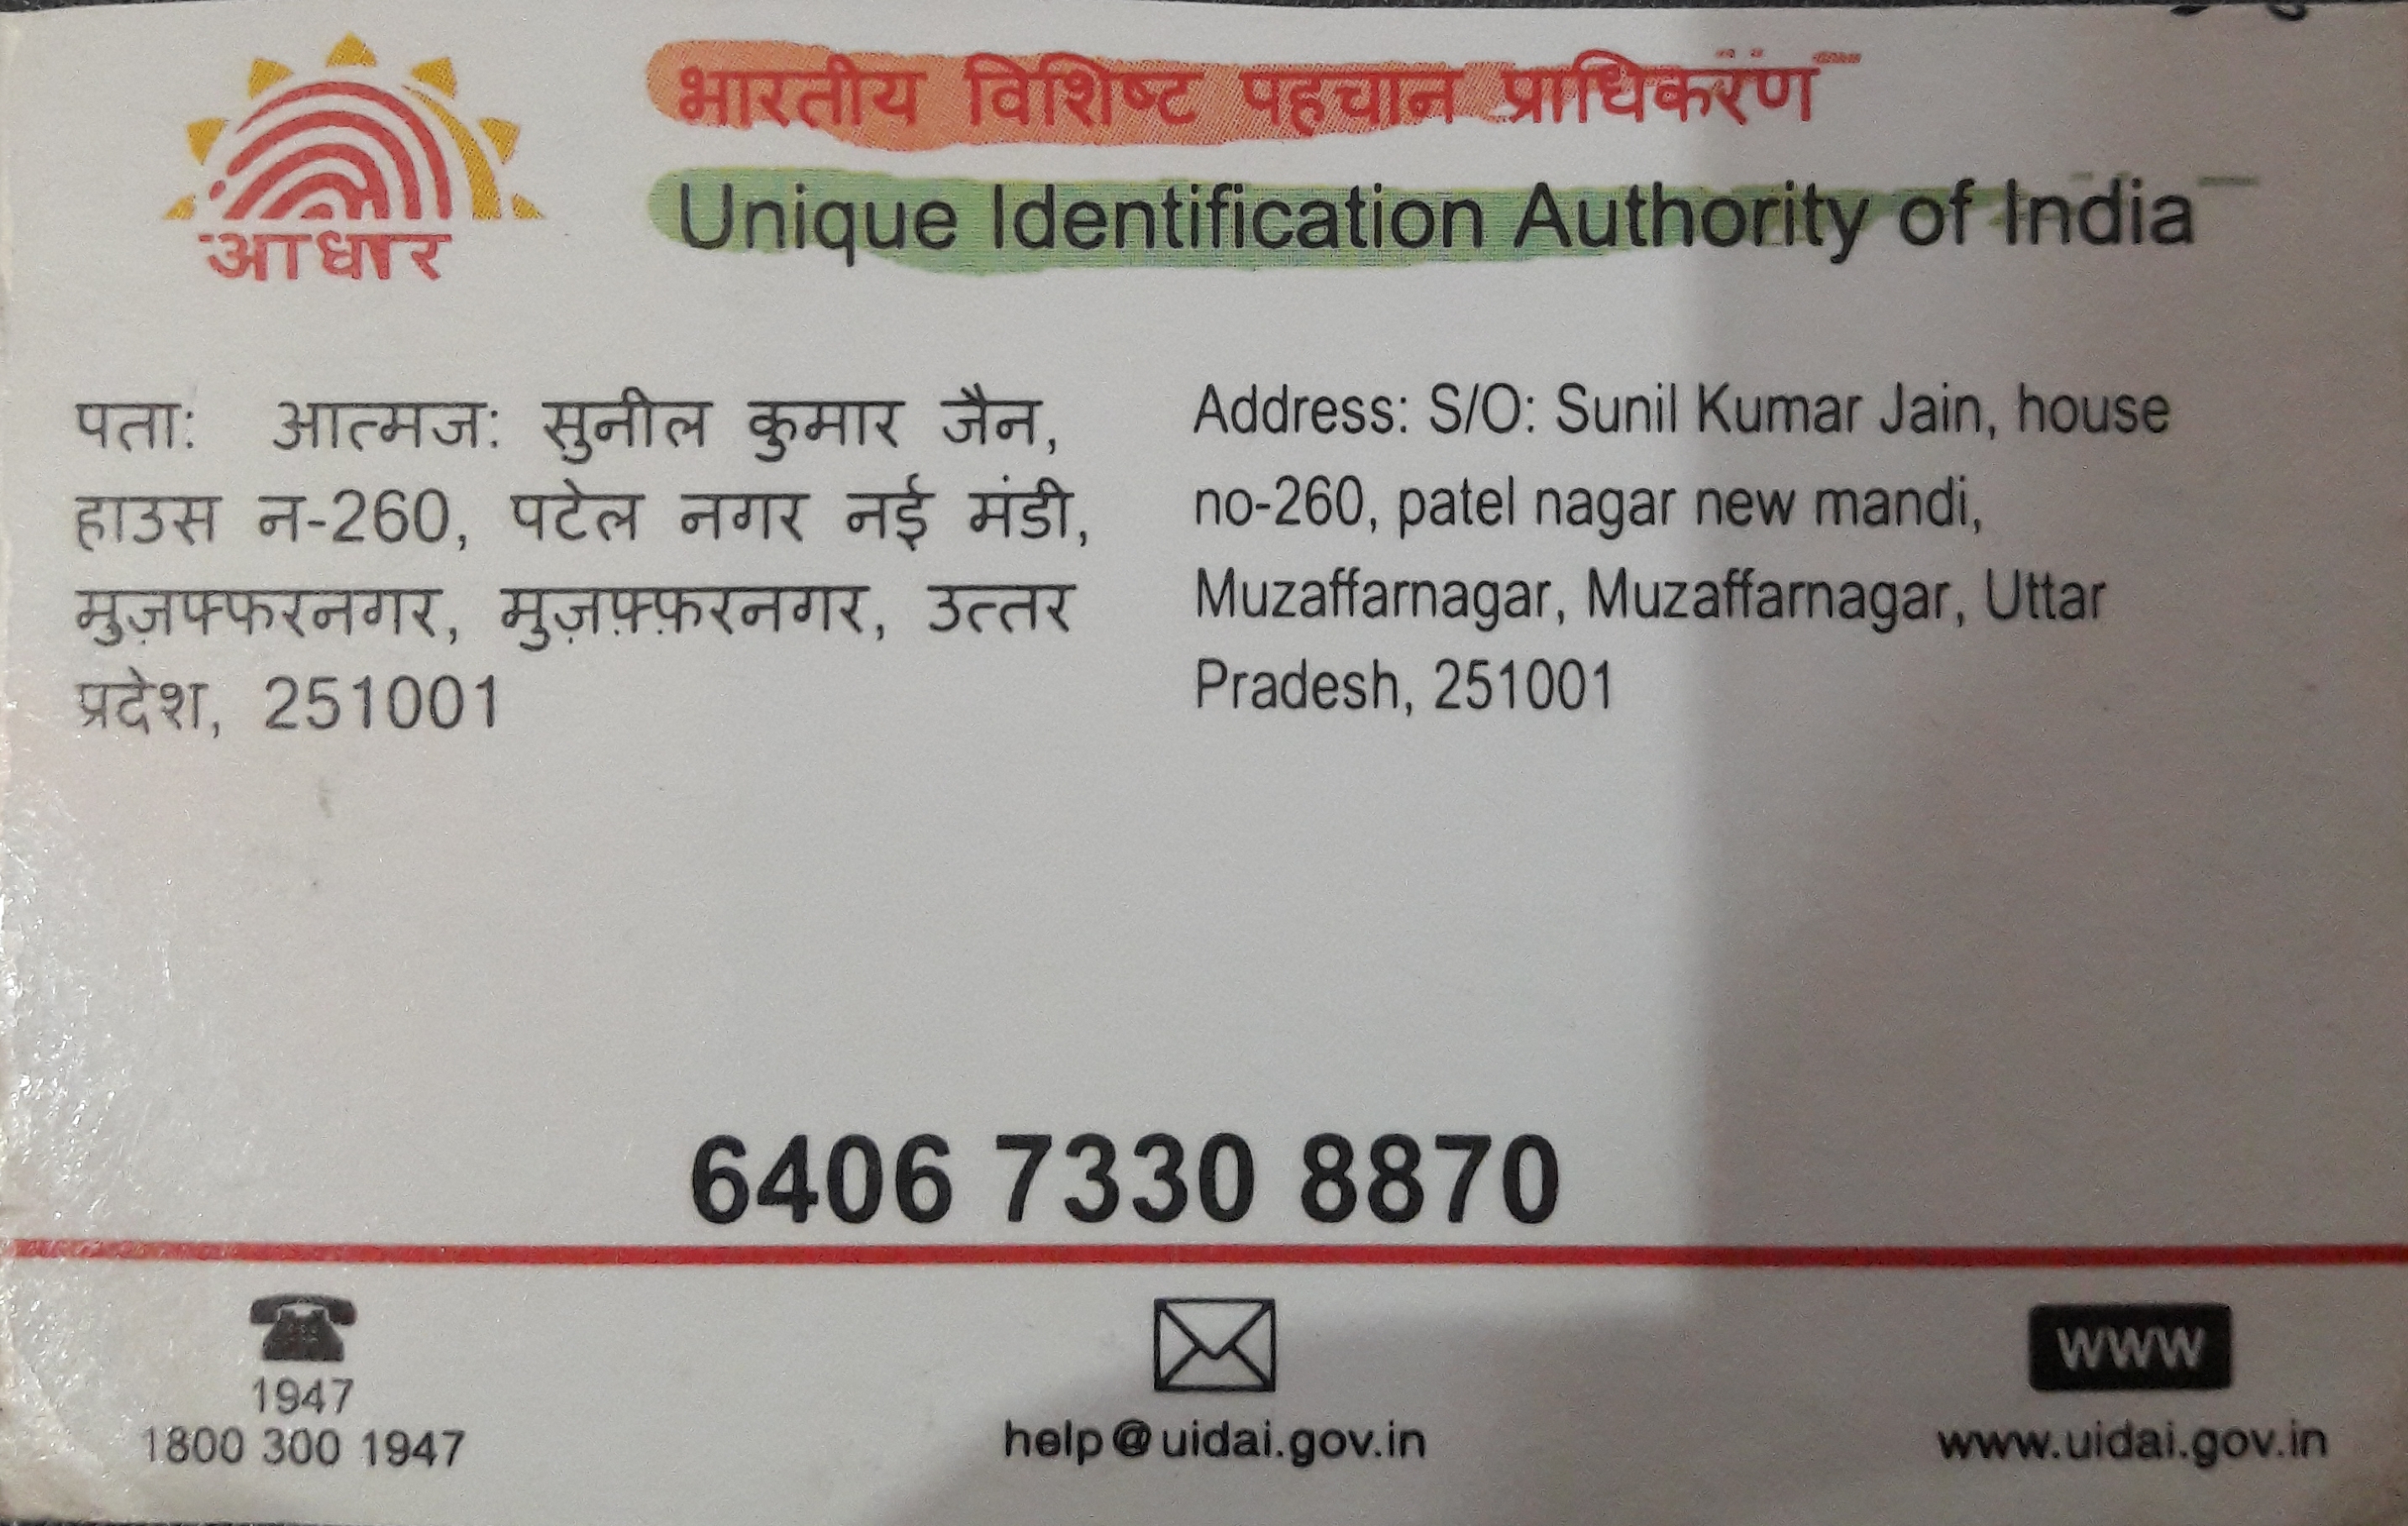 आधार
भारतीय विशिष्ट पहचान प्राधिकरण
Unique Identification Authority of India
पता: आत्मज: सुनील कुमार जैन,
हाउस न-260, पटेल नगर नई मंडी,
मुज़फ्फरनगर, मुज़फ़्फ़रनगर, उत्तर
प्रदेश, 251001
Address: S/O: Sunil Kumar Jain, house
no-260, patel nagar new mandi,
Muzaffarnagar, Muzaffarnagar, Uttar
Pradesh, 251001
6406 7330 8870
1947
1800 300 1947
help@uidai.gov.in
www
www.uidai.gov.in